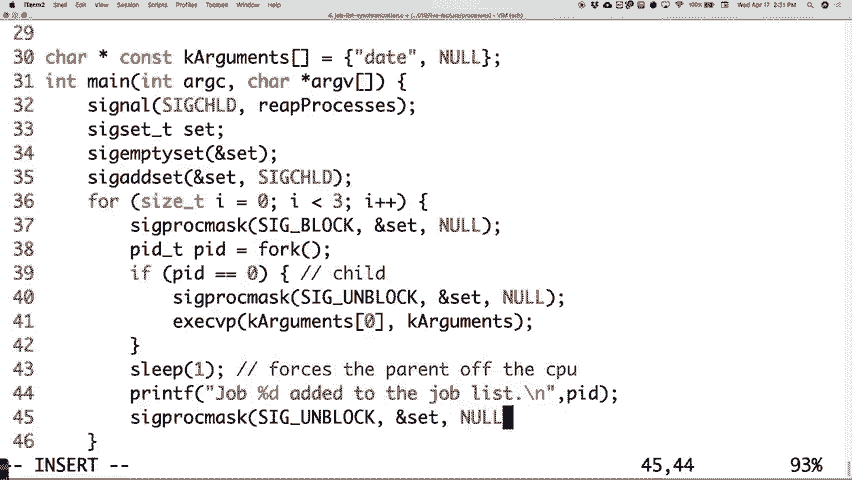 iTerm2 Shell Edit View Session Scripts Profiles Toolbelt Window Help 100% Wed Apr 17 2:31 PM
29
30 char * const kArguments[] = {"date", NULL};
31 int main(int argc, char *argv[]) {
32 signal(SIGCHLD, reapProcesses);
33 sigset_t set;
34 sigemptyset(&set);
35 sigaddset(&set, SIGCHLD);
36 for (size_t i = 0; i < 3; i++) {
37 sigprocmask(SIG_BLOCK, &set, NULL);
38 pid_t pid = fork();
39 if (pid == 0) { // child
40 sigprocmask(SIG_UNBLOCK, &set, NULL);
41 execvp(kArguments[0], kArguments);
42 }
43 sleep(1); // forces the parent off the cpu
44 printf("Job %d added to the job list.\n",pid);
45 sigprocmask(SIG_UNBLOCK, &set, NULL
46 }
-- INSERT -- 45,44 93%